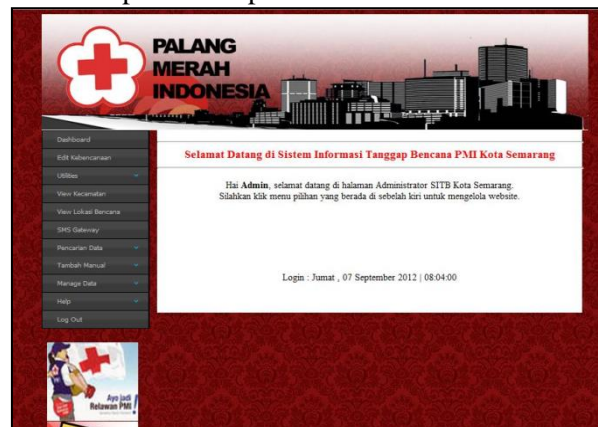 PALANG
MERAH
INDONESIA
Dashboard
Edit Kebencanaan
Utilities
View Kecamatan
View Lokasi Bencana
SMS Gateway
Pencarian Data
Tambah Manual
Manage Data
Help
Log Out
Selamat Datang di Sistem Informasi Tanggap Bencana PMI Kota Semarang
Hai Admin, selamat datang di halaman Administrator SITB Kota Semarang.
Silahkan klik menu pilihan yang berada di sebelah kiri untuk mengelola website.
Login : Jumat , 07 September 2012 | 08:04:00
Ayo jadi
Relawan PMI !